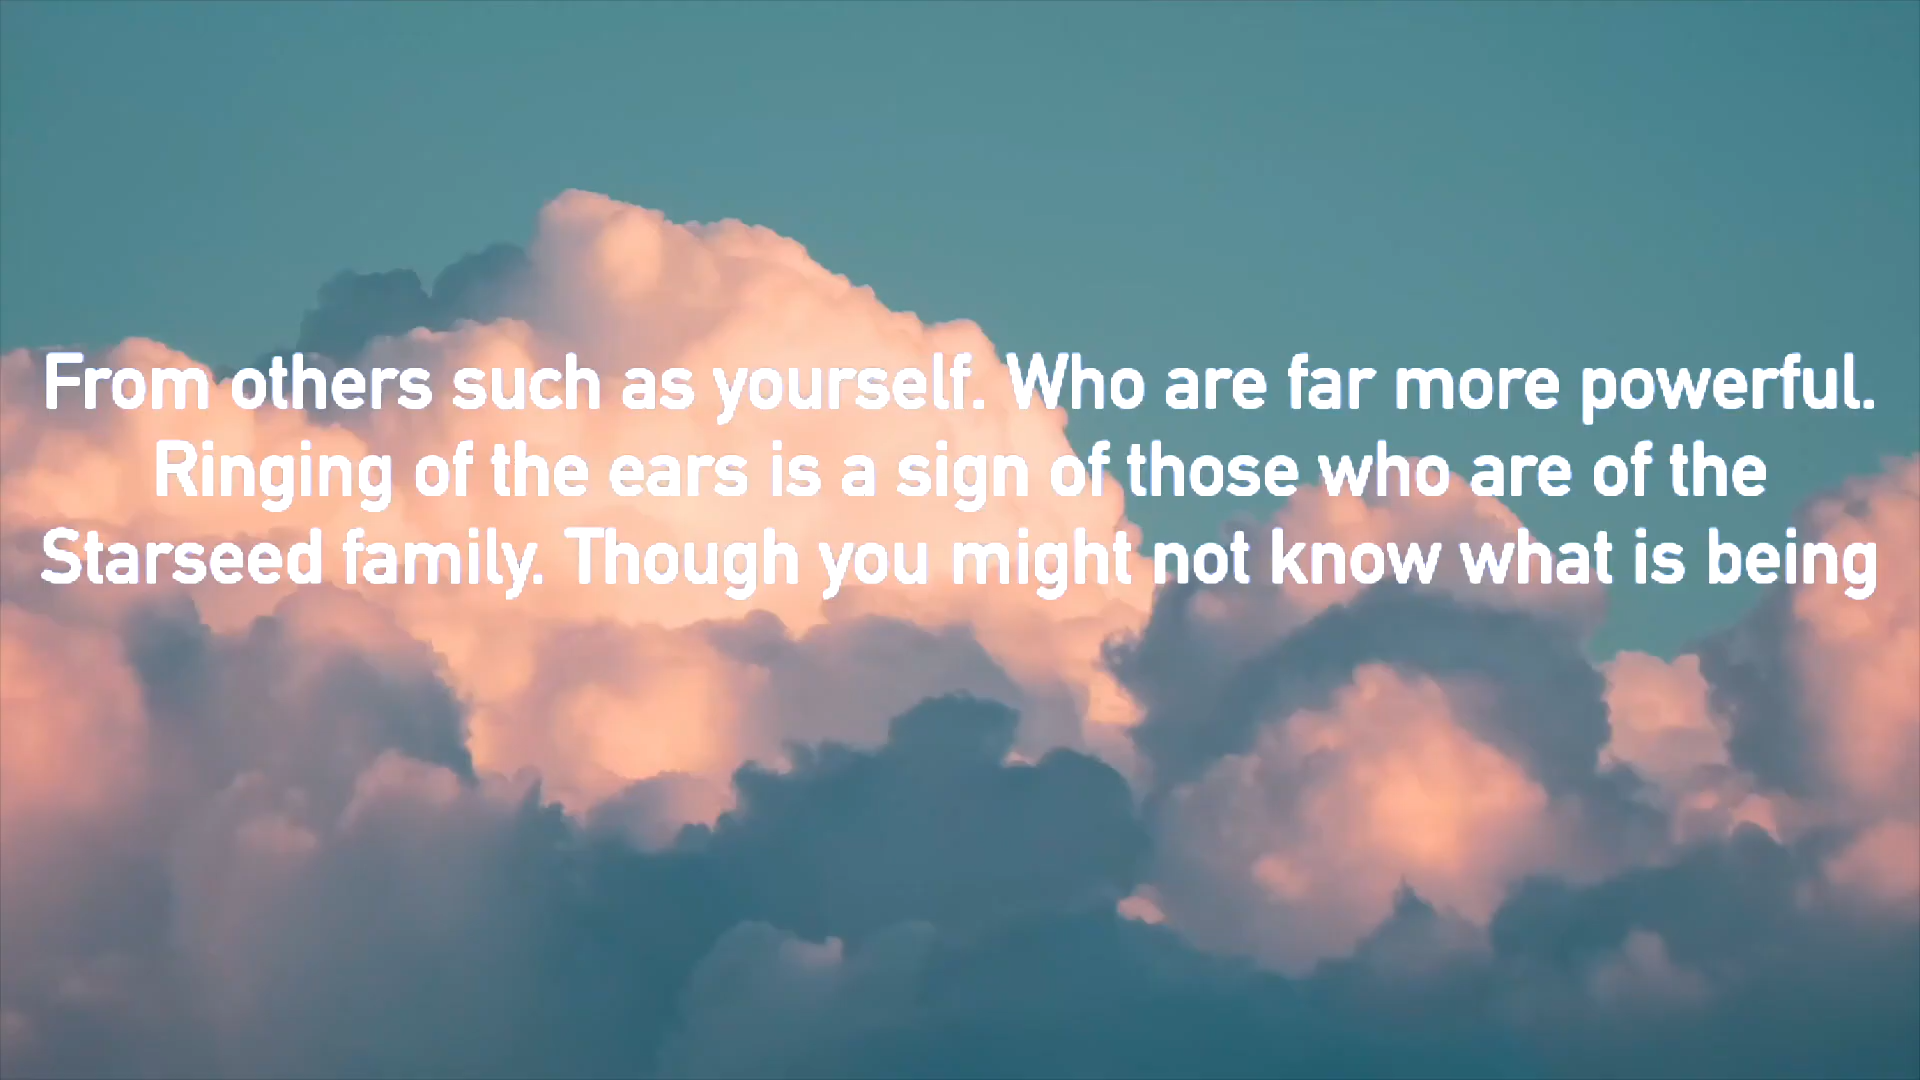 From others such as yourself. Who are far more powerful.
Ringing of the ears is a sign of those who are of the
Starseed family. Though you might not know what is being